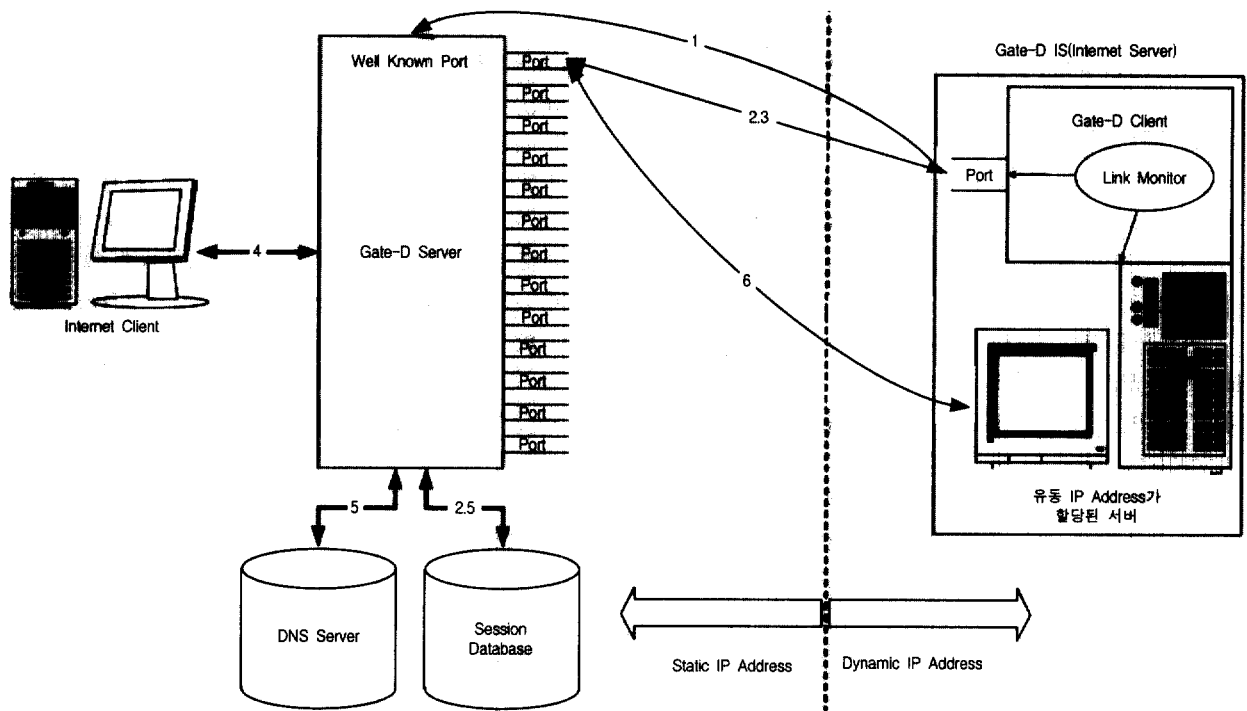 1
Gate-D IS(Internet Server)
Well Known Port
Port
Port
Port
Port
Port
Port
Port
Port
Port
Port
Port
Port
Port
2.3
Gate-D Client
Port
Link Monitor
Gate-D Server
4
6
Internet Client
유동 IP Address가
할당된 서버
5
2.5
DNS Server
Session
Database
Static IP Address
Dynamic IP Address